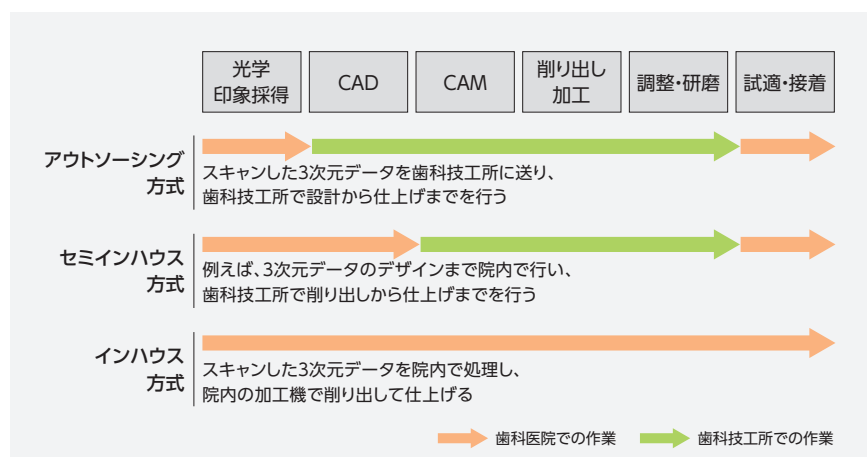 光学
印象採得
CAD
CAM
削り出し
加工
調整・研磨
試適・接着
アウトソーシング
方式
スキャンした3次元データを歯科技工所に送り、
歯科技工所で設計から仕上げまでを行う
セミインハウス
方式
例えば、3次元データのデザインまで院内で行い、
歯科技工所で削り出しから仕上げまでを行う
インハウス
方式
スキャンした3次元データを院内で処理し、
院内の加工機で削り出して仕上げる
歯科医院での作業
歯科技工所での作業